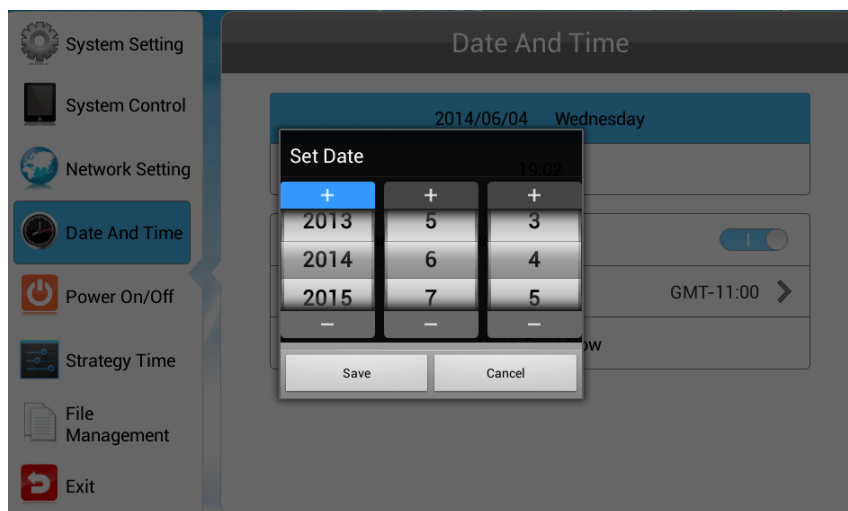 System Setting
System Control
Network Setting
Date And Time
Power On/Off
Strategy Time
File
Management
Exit
Date And Time
2014/06/04 Wednesday
19:02
GMT-11:00
ow
Set Date
+ + +
2013 5 3
2014 6 4
2015 7 5
− − −
Save Cancel